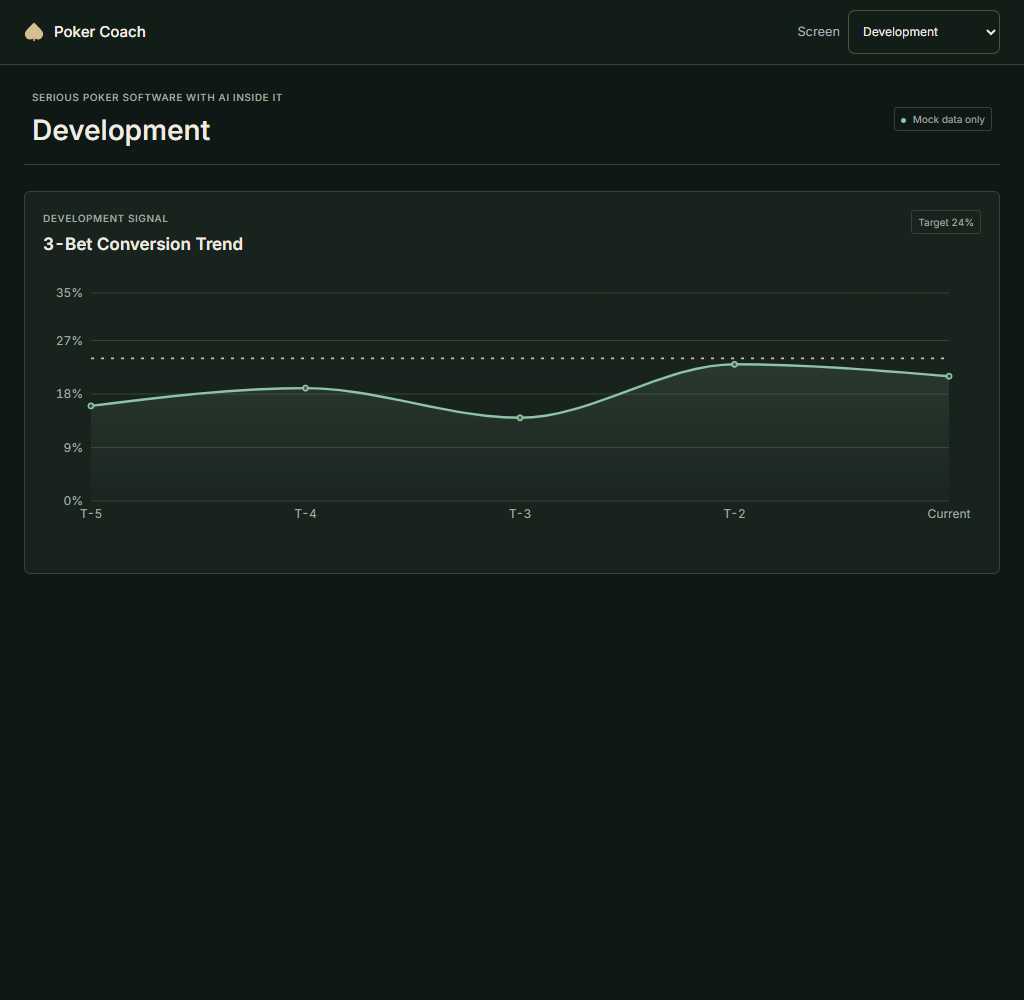 Poker Coach
Screen
Development
SERIOUS POKER SOFTWARE WITH AI INSIDE IT
Development
Mock data only
DEVELOPMENT SIGNAL
3-Bet Conversion Trend
Target 24%
35%
27%
18%
9%
0%
T-5
T-4
T-3
T-2
Current